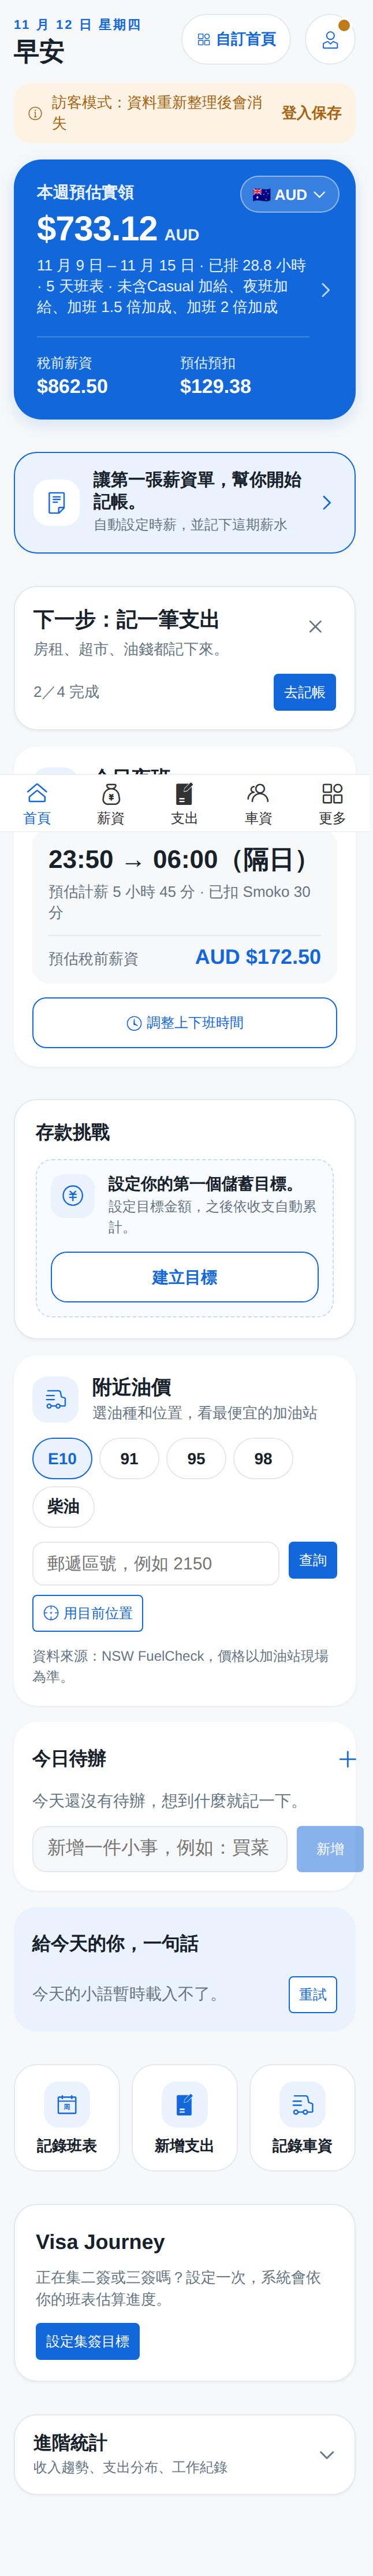 11 月 12 日 星期四
早安
自訂首頁
訪客模式：資料重新整理後會消
失
登入保存
本週預估實領
🇦🇺 AUD
$733.12 AUD
11 月 9 日 – 11 月 15 日 · 已排 28.8 小時
· 5 天班表 · 未含Casual 加給、夜班加
給、加班 1.5 倍加成、加班 2 倍加成
稅前薪資
預估預扣
$862.50
$129.38
讓第一張薪資單，幫你開始
記帳。
自動設定時薪，並記下這期薪水
下一步：記一筆支出
房租、超市、油錢都記下來。
2／4 完成
去記帳
首頁
薪資
支出
車資
更多
23:50 → 06:00（隔日）
預估計薪 5 小時 45 分 · 已扣 Smoko 30
分
預估稅前薪資
AUD $172.50
調整上下班時間
存款挑戰
設定你的第一個儲蓄目標。
設定目標金額，之後依收支自動累
計。
建立目標
附近油價
選油種和位置，看最便宜的加油站
E10
91
95
98
柴油
郵遞區號，例如 2150
查詢
用目前位置
資料來源：NSW FuelCheck，價格以加油站現場
為準。
今日待辦
今天還沒有待辦，想到什麼就記一下。
新增一件小事，例如：買菜
新增
給今天的你，一句話
今天的小語暫時載入不了。
重試
記錄班表
新增支出
記錄車資
Visa Journey
正在集二簽或三簽嗎？設定一次，系統會依
你的班表估算進度。
設定集簽目標
進階統計
收入趨勢、支出分布、工作紀錄